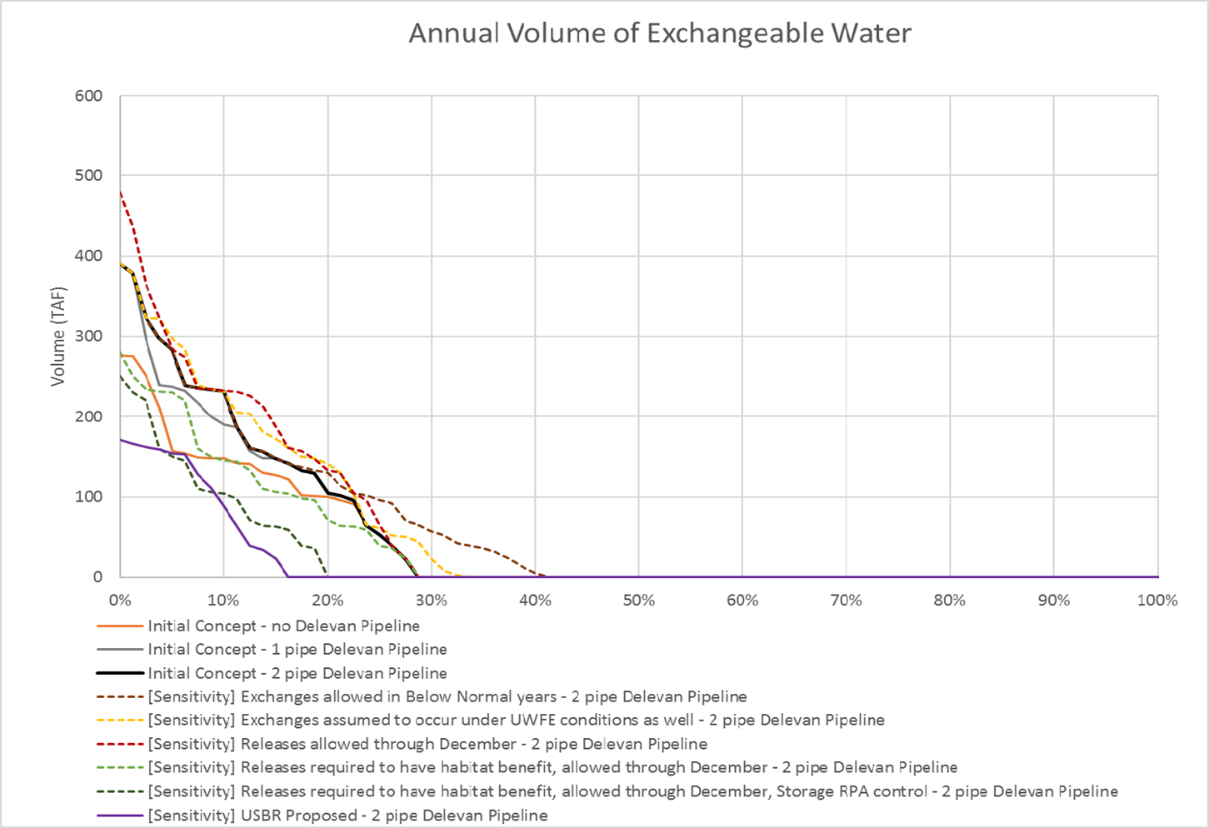 Annual Volume of Exchangeable Water
600
500
400
300
200
100
0
Volume (TAF)
0% 10% 20% 30% 40% 50% 60% 70% 80% 90% 100%
Initial Concept - no Delevan Pipeline
Initial Concept - 1 pipe Delevan Pipeline
Initial Concept - 2 pipe Delevan Pipeline
[Sensitivity] Exchanges allowed in Below Normal years - 2 pipe Delevan Pipeline
[Sensitivity] Exchanges assumed to occur under UWFE conditions as well - 2 pipe Delevan Pipeline
[Sensitivity] Releases allowed through December - 2 pipe Delevan Pipeline
[Sensitivity] Releases required to have habitat benefit, allowed through December - 2 pipe Delevan Pipeline
[Sensitivity] Releases required to have habitat benefit, allowed through December, Storage RPA control - 2 pipe Delevan Pipeline
[Sensitivity] USBR Proposed - 2 pipe Delevan Pipeline